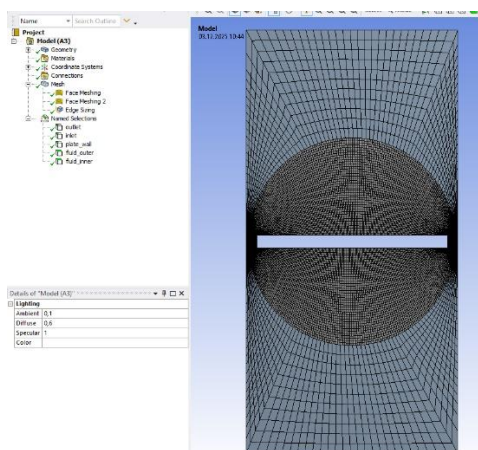 Name
Search Outline
Project
Model (A3)
Geometry
Materials
Coordinate Systems
Connections
Mesh
Face Meshing
Face Meshing 2
Edge Sizing
Named Selections
outlet
inlet
plate_wall
fluid_outer
fluid_inner
Details of "Model (A3)"
Lighting
Ambient 0,1
Diffuse 0,6
Specular 1
Color
Model